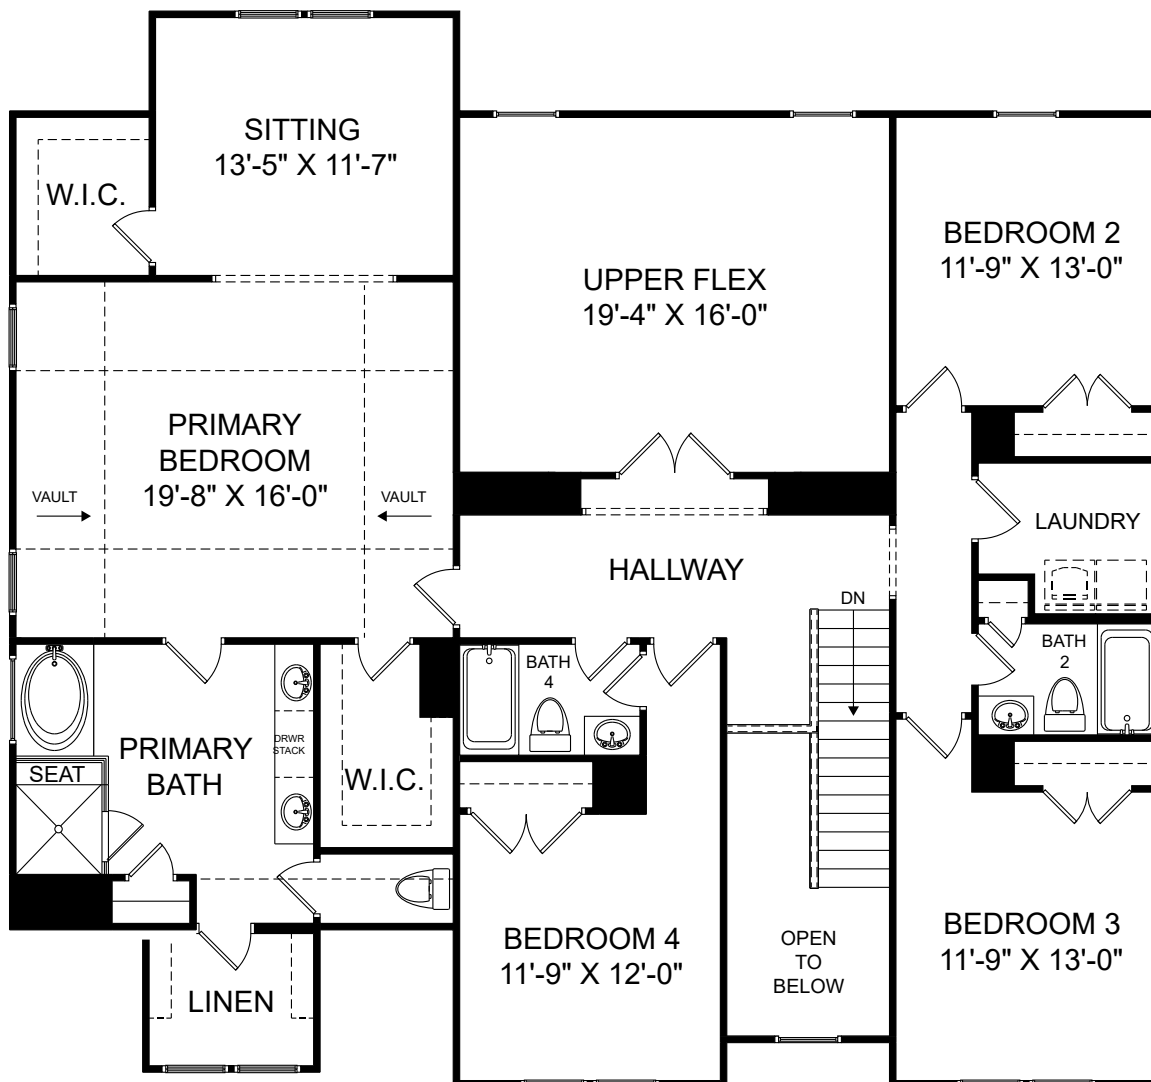 SITTING
13'-5" X 11'-7"
W.I.C.
BEDROOM 2
11'-9" X 13'-0"
UPPER FLEX
19'-4" X 16'-0"
PRIMARY
BEDROOM
19'-8" X 16'-0"
VAULT
VAULT
LAUNDRY
HALLWAY
DN
BATH
4
BATH
2
PRIMARY
BATH
DRWR
STACK
SEAT
W.I.C.
BEDROOM 4
11'-9" X 12'-0"
OPEN
TO
BELOW
BEDROOM 3
11'-9" X 13'-0"
LINEN